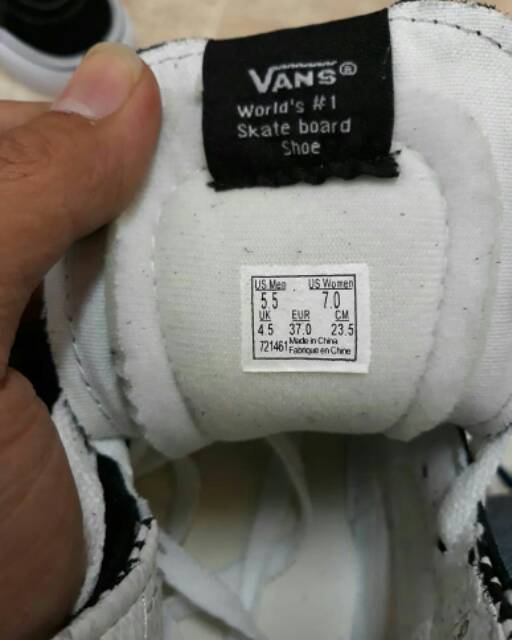 VANS®
World's #1
Skate board
Shoe
US Men US Women
5.5 7.0
UK EUR CM
4.5 37.0 23.5
721461 Made in China
Fabrique en Chine